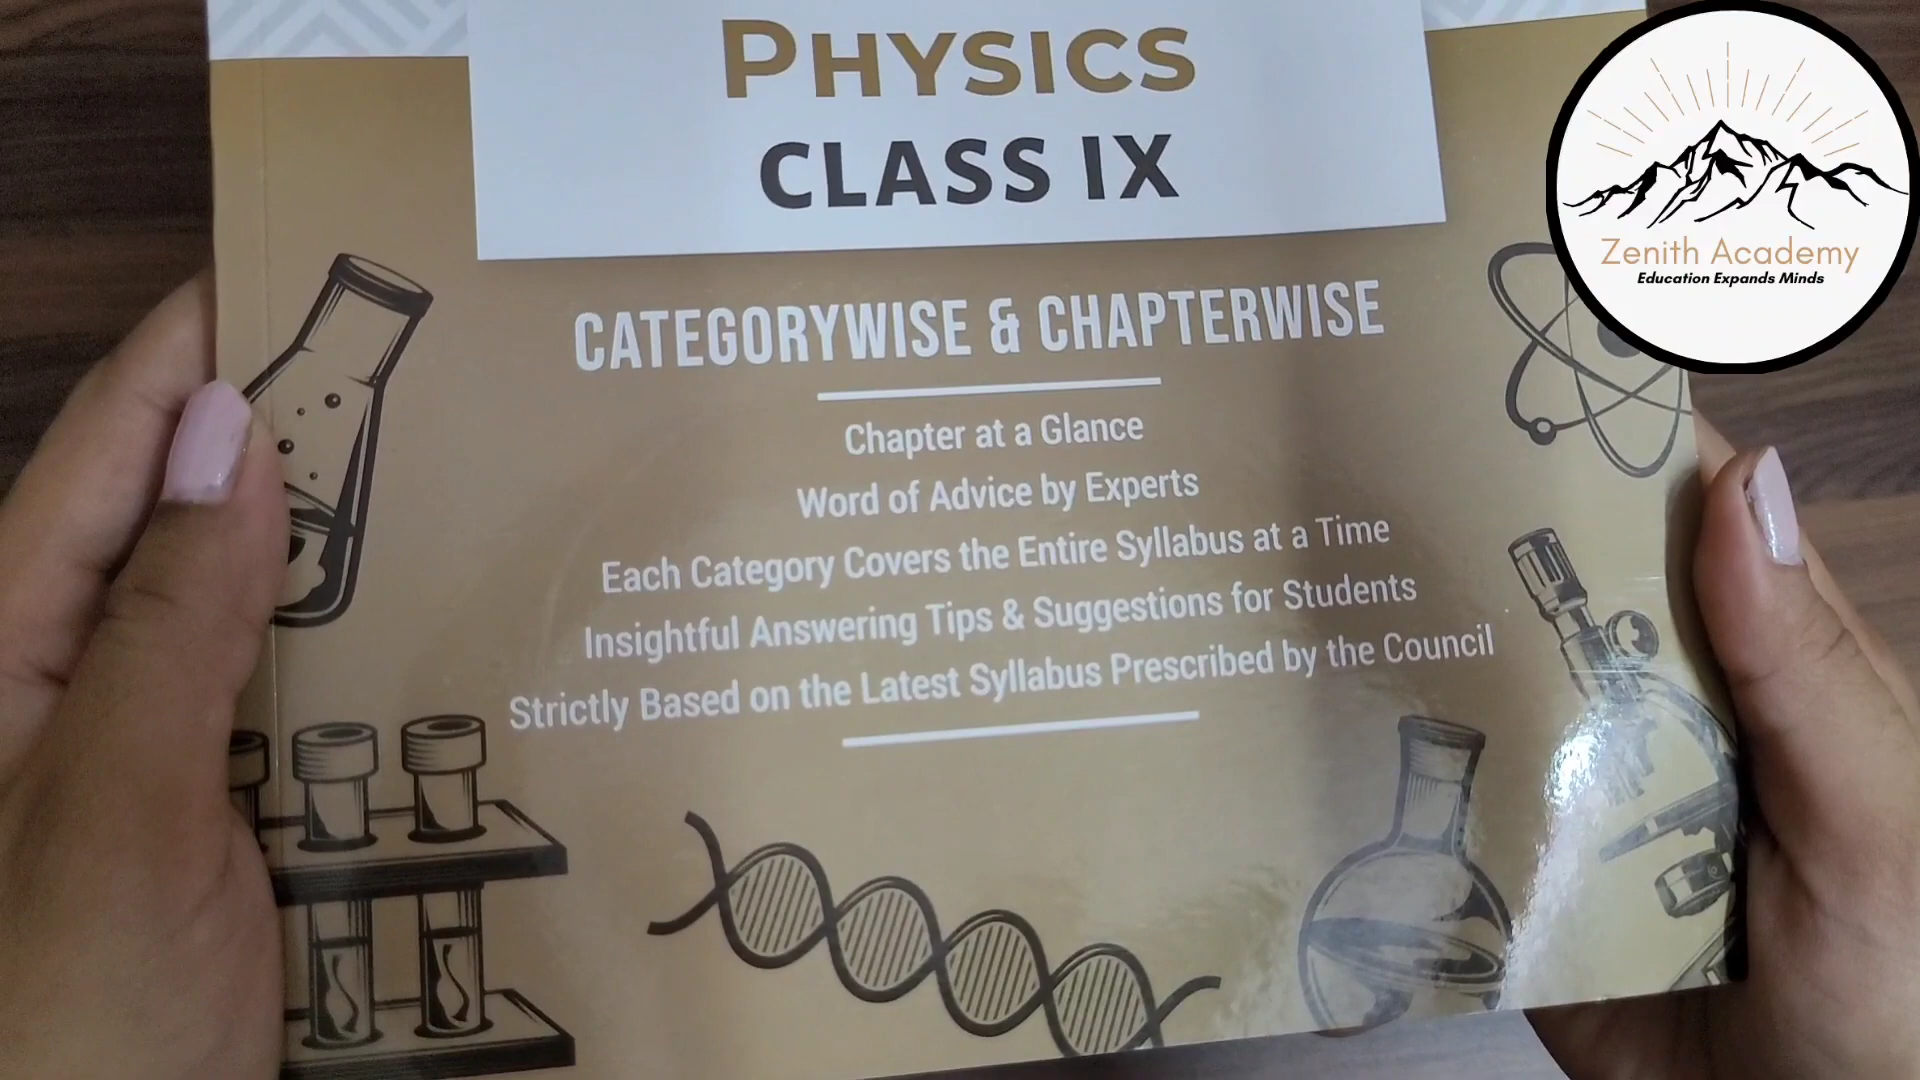 PHYSICS
CLASS IX
Zenith Academy
Education Expands Minds
CATEGORYWISE & CHAPTERWISE
Chapter at a Glance
Word of Advice by Experts
Each Category Covers the Entire Syllabus at a Time
Insightful Answering Tips & Suggestions for Students
Strictly Based on the Latest Syllabus Prescribed by the Council